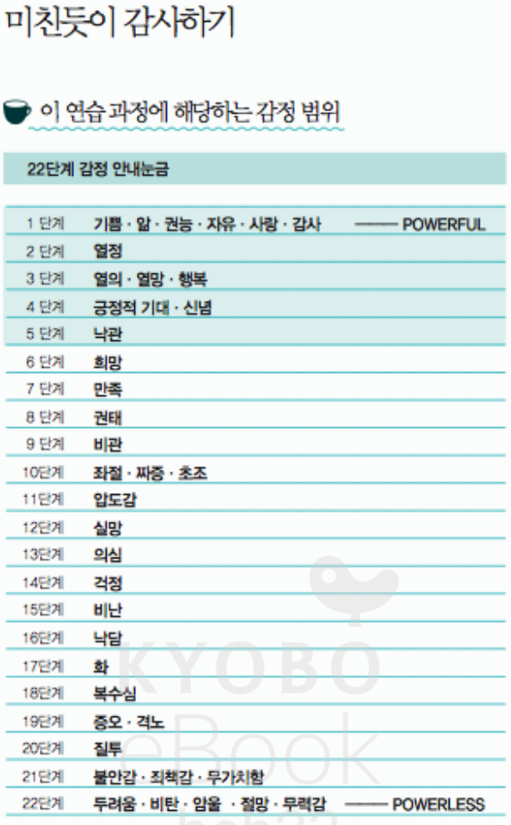 미친듯이 감사하기
이 연습 과정에 해당하는 감정 범위
22단계 감정 안내눈금
1 단계 기쁨 · 앎 · 권능 · 자유 · 사랑 · 감사 ─── POWERFUL
2 단계 열정
3 단계 열의 · 열망 · 행복
4 단계 긍정적 기대 · 신념
5 단계 낙관
6 단계 희망
7 단계 만족
8 단계 권태
9 단계 비관
10단계 좌절 · 짜증 · 초조
11단계 압도감
12단계 실망
13단계 의심
14단계 걱정
15단계 비난
16단계 낙담
17단계 화
18단계 복수심
19단계 증오 · 격노
20단계 질투
21단계 불안감 · 죄책감 · 무가치함
22단계 두려움 · 비탄 · 암울 · 절망 · 무력감 ─── POWERLESS
KYOBO
eBook